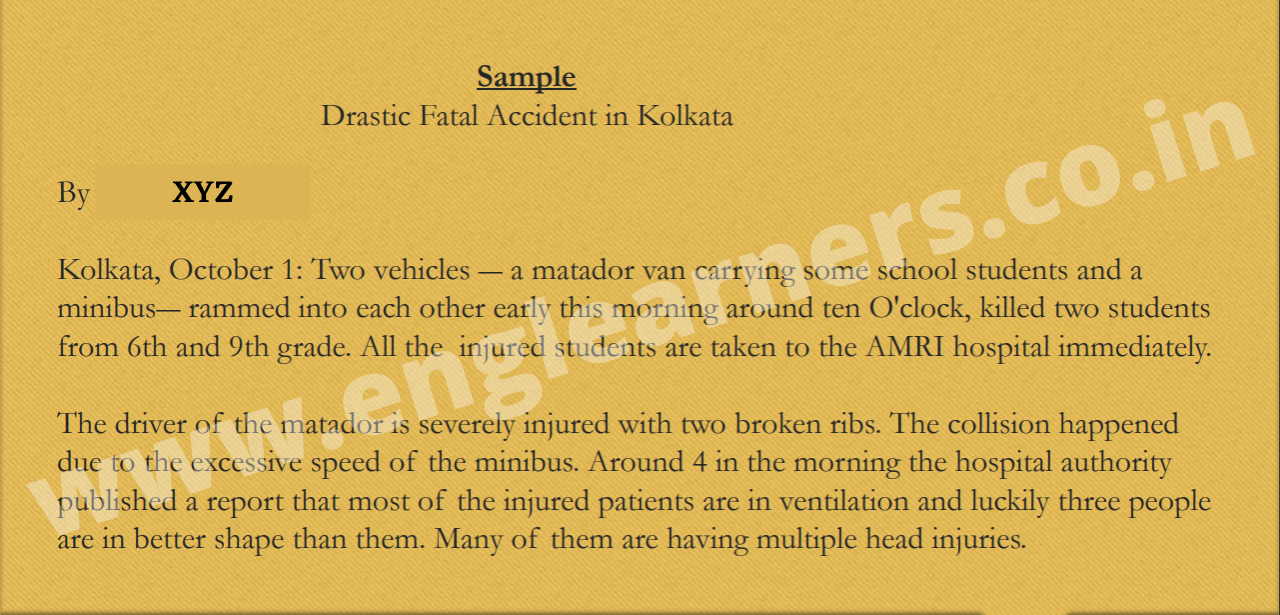 Sample
Drastic Fatal Accident in Kolkata
By XYZ
Kolkata, October 1: Two vehicles — a matador van carrying some school students and a
minibus— rammed into each other early this morning around ten O'clock, killed two students
from 6th and 9th grade. All the injured students are taken to the AMRI hospital immediately.
The driver of the matador is severely injured with two broken ribs. The collision happened
due to the excessive speed of the minibus. Around 4 in the morning the hospital authority
published a report that most of the injured patients are in ventilation and luckily three people
are in better shape than them. Many of them are having multiple head injuries.
www.englearners.co.in